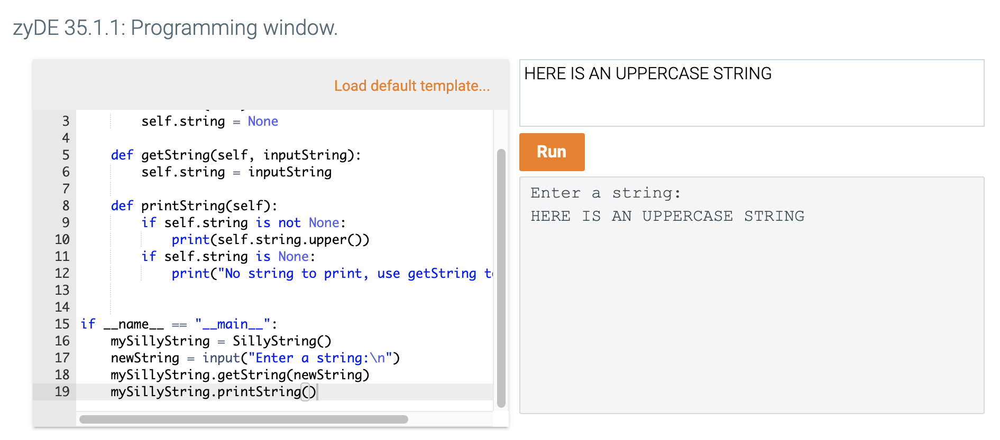 zyDE 35.1.1: Programming window.
Load default template...
3         self.string = None
4
5     def getString(self, inputString):
6         self.string = inputString
7
8     def printString(self):
9         if self.string is not None:
10             print(self.string.upper())
11         if self.string is None:
12             print("No string to print, use getString
13
14
15 if __name__ == "__main__":
16     mySillyString = SillyString()
17     newString = input("Enter a string:\n")
18     mySillyString.getString(newString)
19     mySillyString.printString()
HERE IS AN UPPERCASE STRING
Run
Enter a string:
HERE IS AN UPPERCASE STRING